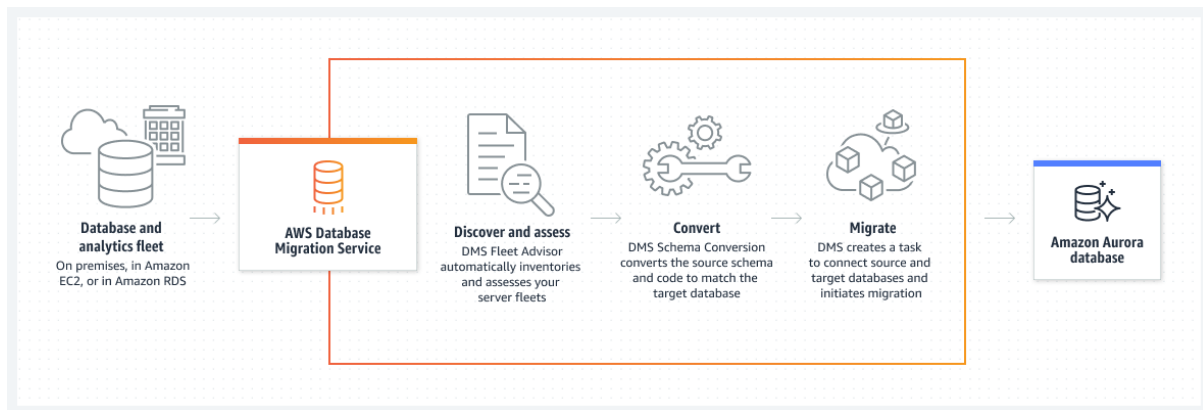 Database and
analytics fleet
On premises, in Amazon
EC2, or in Amazon RDS
AWS Database
Migration Service
Discover and assess
DMS Fleet Advisor
automatically inventories
and assesses your
server fleets
Convert
DMS Schema Conversion
converts the source schema
and code to match the
target database
Migrate
DMS creates a task
to connect source and
target databases and
initiates migration
Amazon Aurora
database